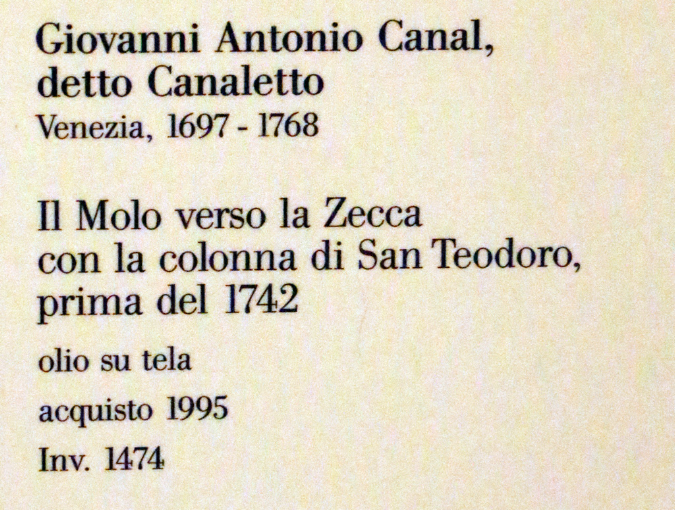 Giovanni Antonio Canal,
detto Canaletto
Venezia, 1697 - 1768
Il Molo verso la Zecca
con la colonna di San Teodoro,
prima del 1742
olio su tela
acquisto 1995
Inv. 1474